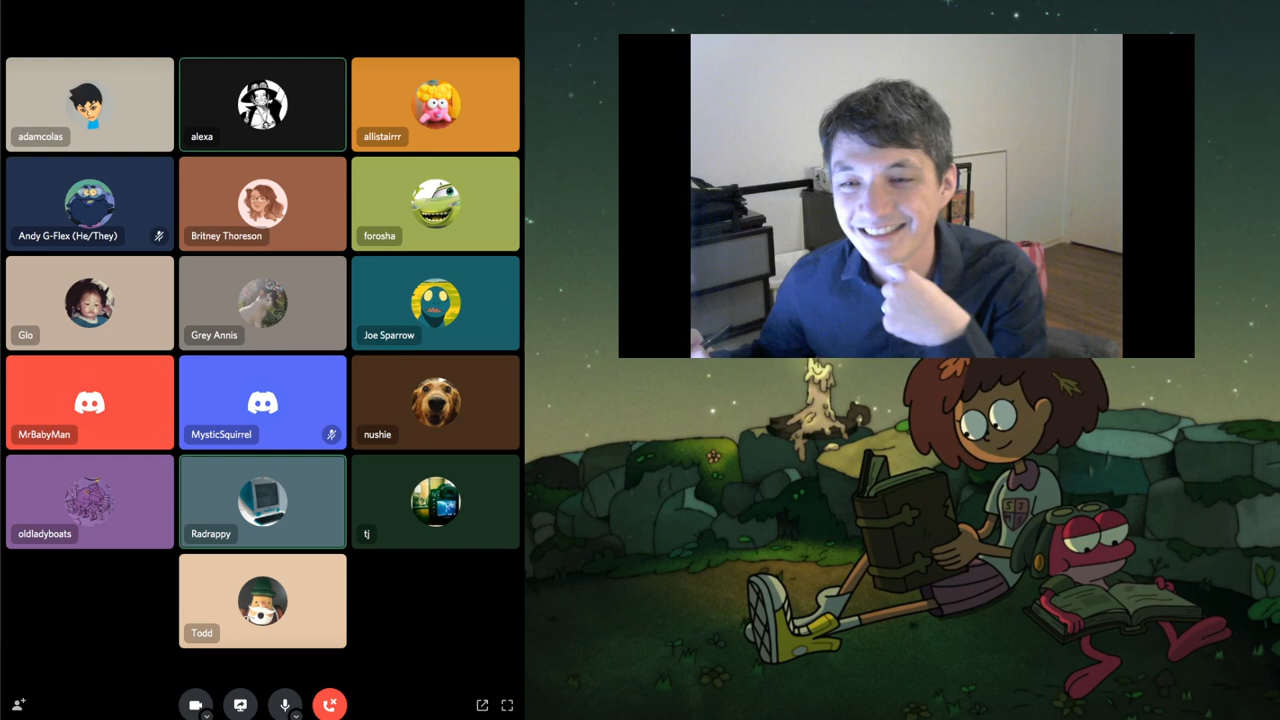 adamcolas
alexa
allistairrr
Andy G-Flex (He/They)
Britney Thoreson
forosha
Glo
Grey Annis
Joe Sparrow
MrBabyMan
MysticSquirrel
nushie
oldladyboats
Radrappy
tj
Todd